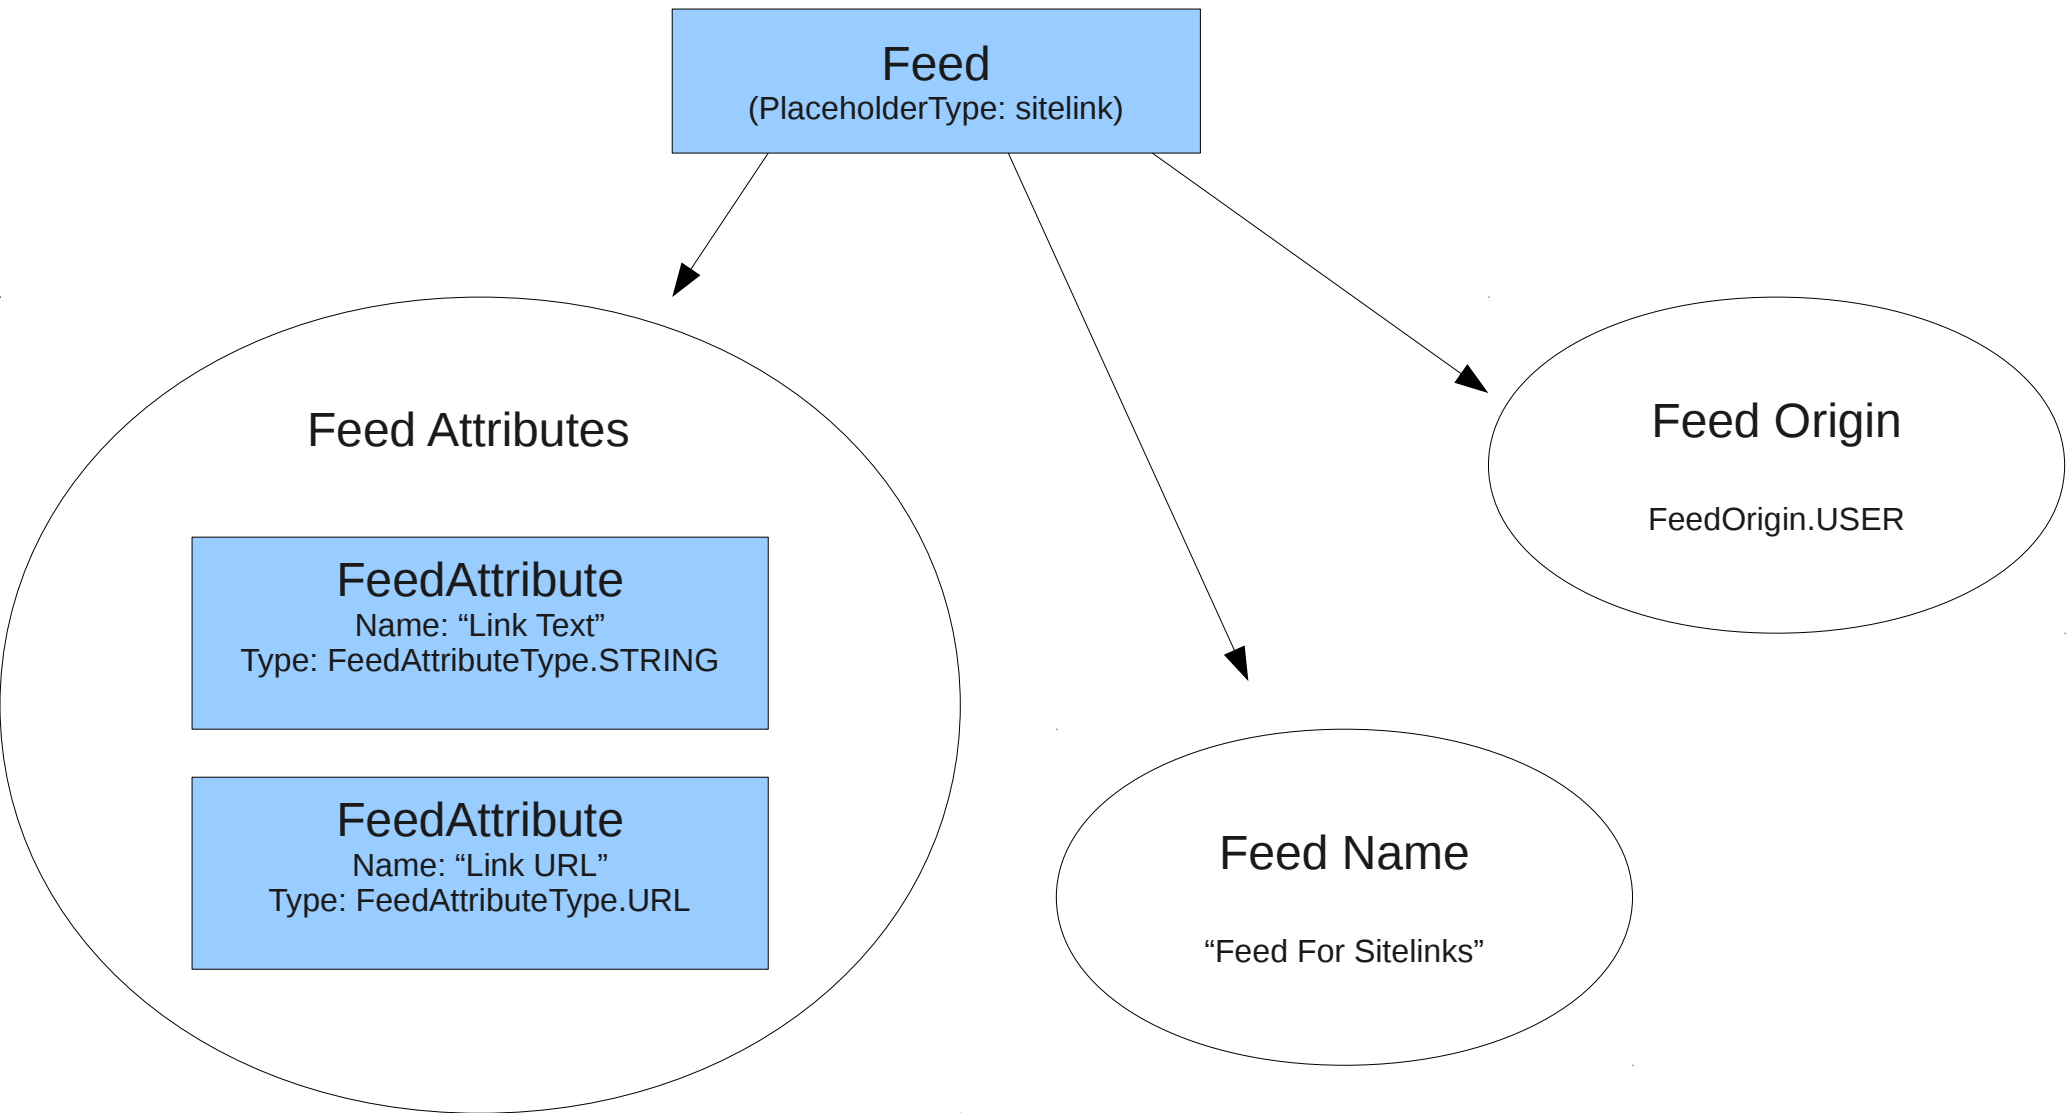 Feed
(PlaceholderType: sitelink)
Feed Attributes
FeedAttribute
Name: “Link Text”
Type: FeedAttributeType.STRING
FeedAttribute
Name: “Link URL”
Type: FeedAttributeType.URL
Feed Name
“Feed For Sitelinks”
Feed Origin
FeedOrigin.USER